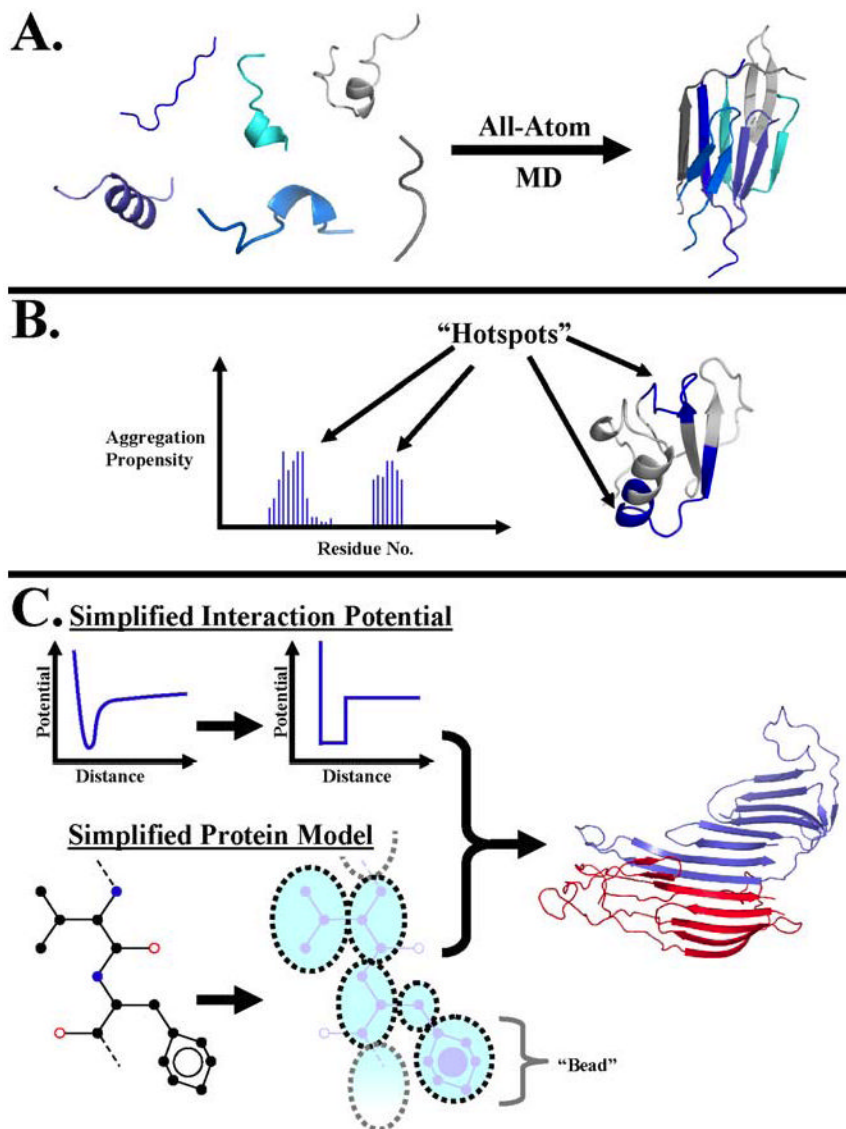 A.
All-Atom
MD
B.
“Hotspots”
Aggregation
Propensity
Residue No.
C.
Simplified Interaction Potential
Potential
Distance
Potential
Distance
Simplified Protein Model
“Bead”